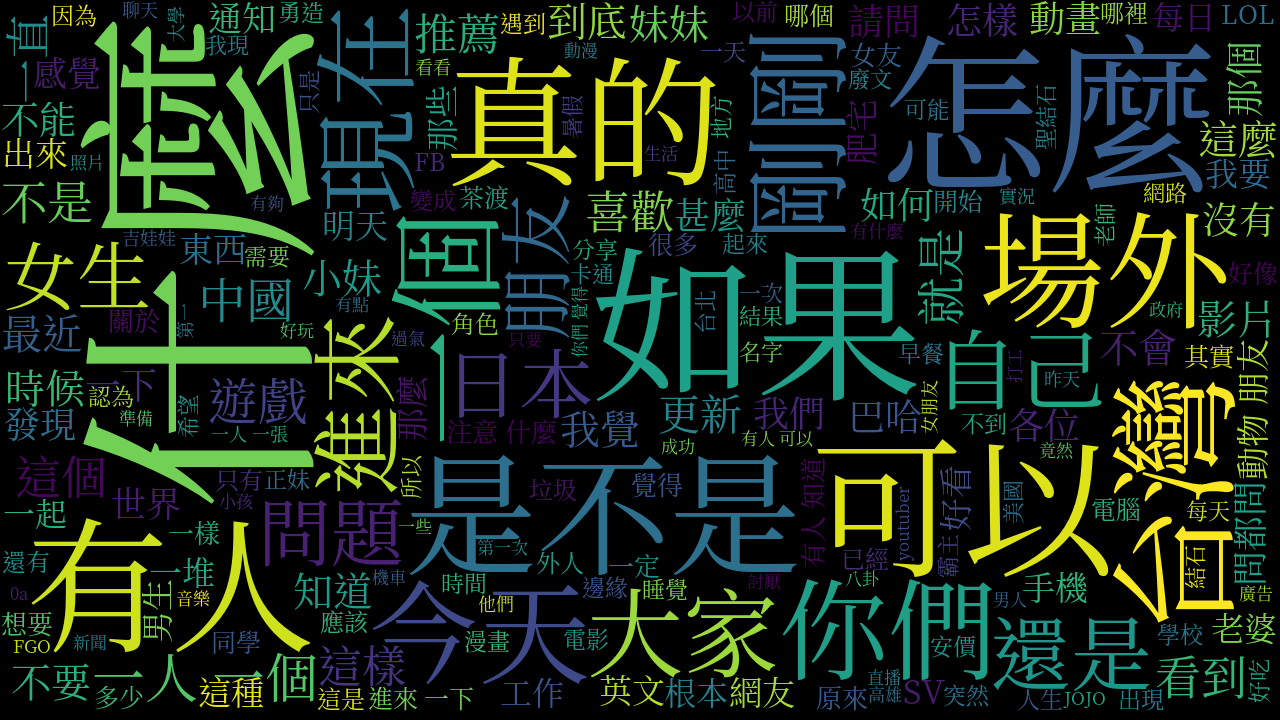 因為
聊天
大學
通知
勇造
我現
一直
感覺
不能
出來
照片
不是
什麼
現在
只是
推薦
遇到
看看
到底
妹妹
動漫
以前
哪個
一天
請問
女友
廢文
怎樣
動畫
哪裡
每日
LOL
那個
這麼
我要
網路
聖結石
可能
肥宅
剛剛
怎麼
真的
那些
FB
暑假
地方
生活
高中
變成
茶渡
喜歡
甚麼
如何
開始
實況
老師
沒有
有夠
吉娃娃
東西
需要
明天
朋友
分享
很多
起來
有什麼
就是
場外
好像
女生
小妹
中國
一個
卡通
覺得
你們
一次
結果
台北
政府
影片
最近
關於
第一
好玩
有點
過氣
角色
只要
如果
名字
早餐
打工
昨天
自己
不會
其實
朋友
時候
一下
認為
準備
希望
遊戲
進來
那麼
日本
注意
什麼
我覺
更新
我們
巴哈
女朋友
不到
各位
台灣
動物
發現
一人
一張
成功
有人
可以
竟然
這個
世界
只有
正妹
小孩
所以
是不是
垃圾
覺得
知道
有人
可以
youtuber
已經
好看
霸主
美國
電腦
每天
問都問
一起
一樣
問題
一些
第一次
外人
一定
結石
還有
有人
一堆
機車
時間
邊緣
睡覺
討厭
八卦
手機
廣告
0a
音樂
知道
男生
想要
應該
今天
他們
大家
你們
男人
安價
還是
學校
老婆
FGO
新聞
同學
這樣
漫畫
電影
直播
看到
好吃
不要
一人
一個
多少
這種
這是
進來
一下
工作
英文
根本
網友
原來
高雄
SV
突然
人生
JOJO
出現